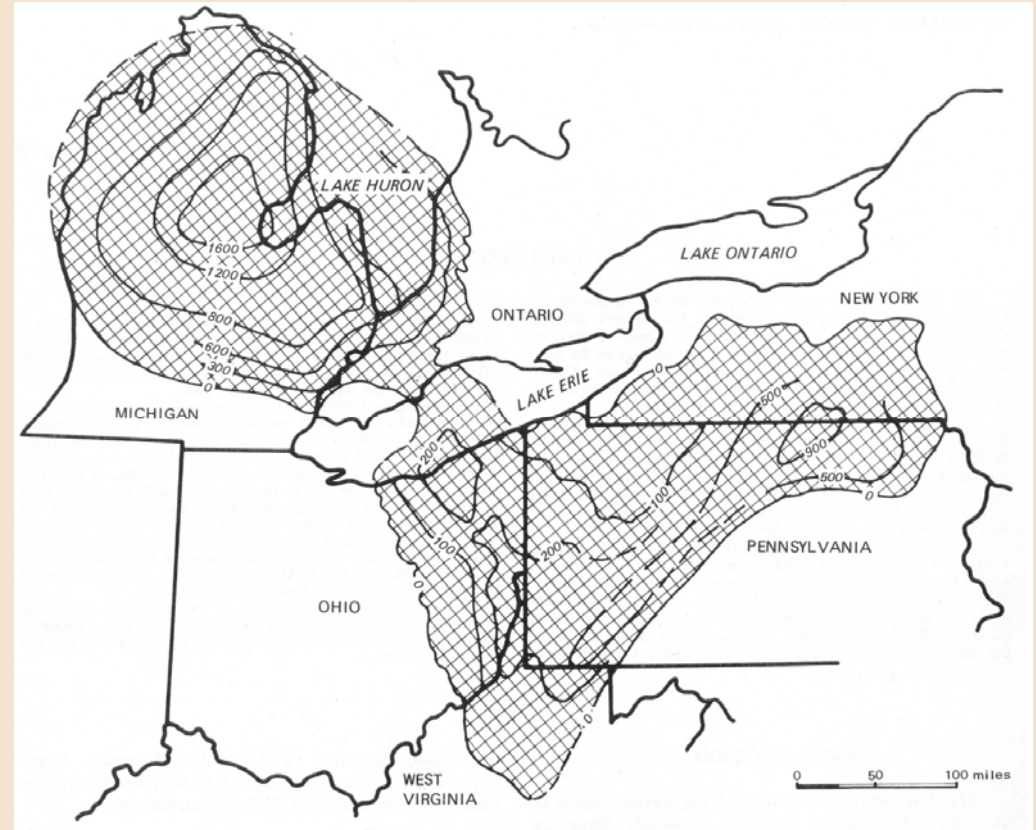 LAKE HURON
1600
1200
800
600
300
0
MICHIGAN
ONTARIO
LAKE ONTARIO
NEW YORK
LAKE ERIE
0
500
900
500
0
100
200
200
100
0
PENNSYLVANIA
OHIO
0
WEST
VIRGINIA
0 50 100 miles